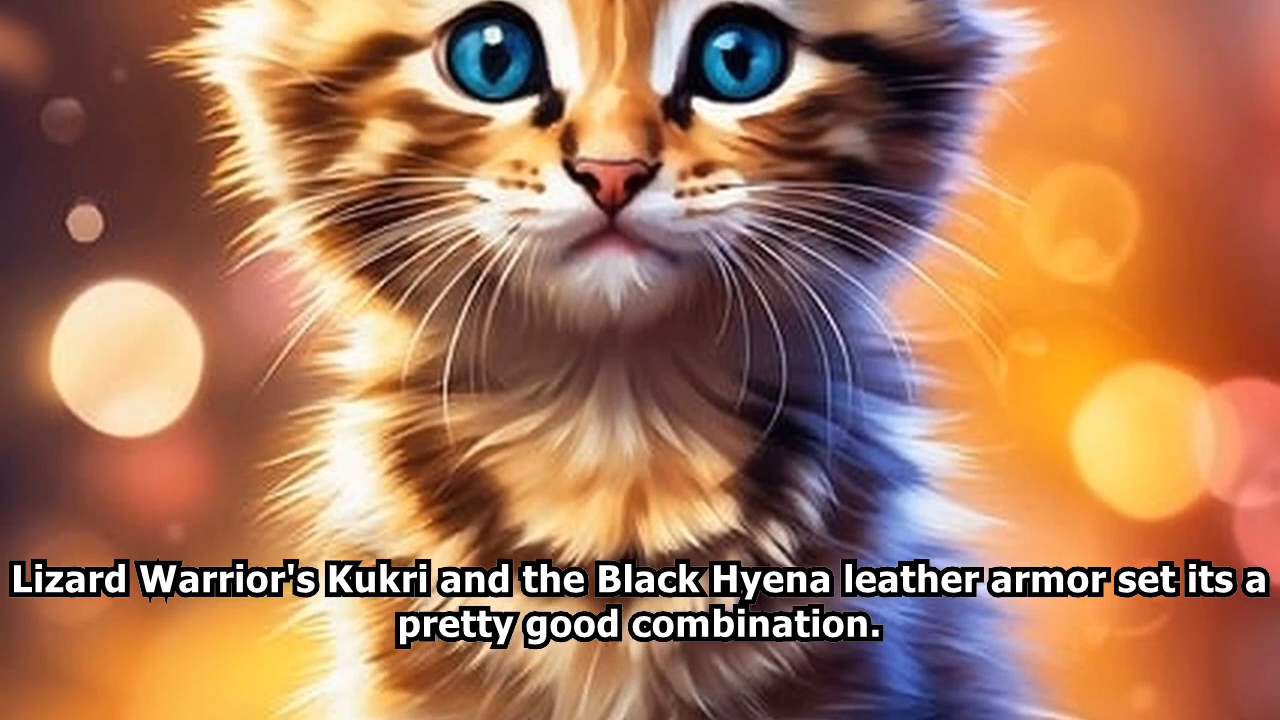 Lizard Warrior's Kukri and the Black Hyena leather armor set its a
pretty good combination.